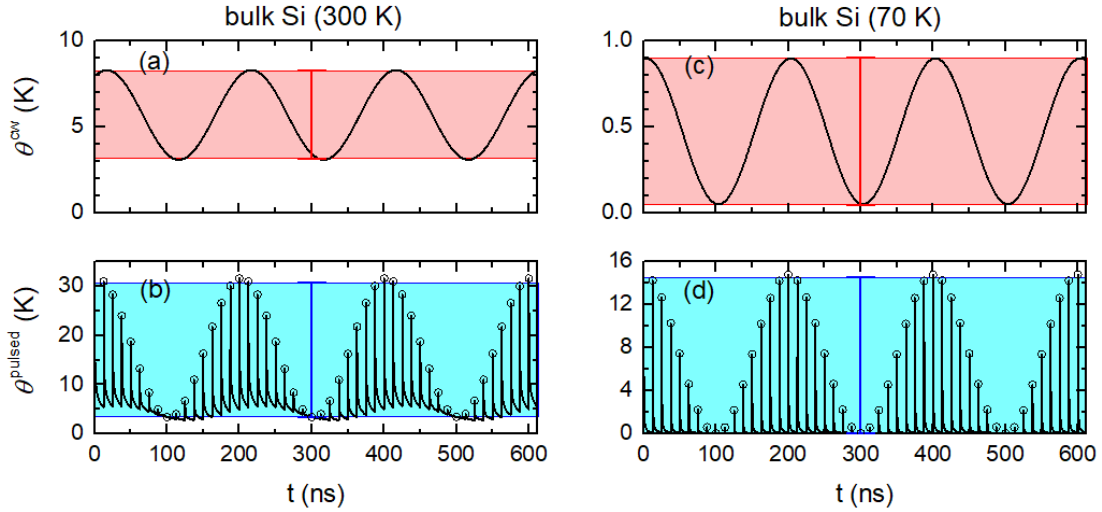 bulk Si (300 K)
bulk Si (70 K)
θ^cw (K)
10
5
0
(a)
1.0
0.5
0.0
(c)
θ^pulsed (K)
30
20
10
0
(b)
0 100 200 300 400 500 600
t (ns)
16
12
8
4
0
(d)
0 100 200 300 400 500 600
t (ns)